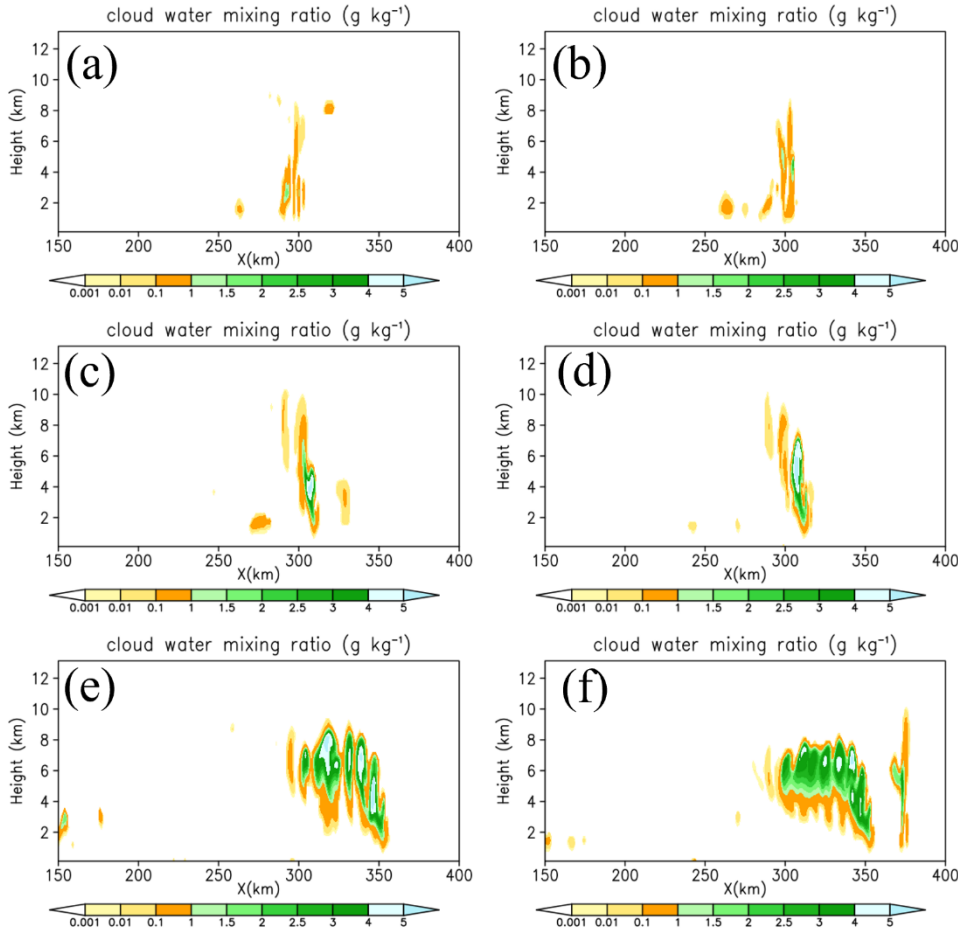 cloud water mixing ratio (g kg⁻¹)
(a)
Height (km)
12
10
8
6
4
2
150 200 250 300 350 400
X(km)
0.001 0.01 0.1 1 1.5 2 2.5 3 4 5
cloud water mixing ratio (g kg⁻¹)
(b)
Height (km)
12
10
8
6
4
2
150 200 250 300 350 400
X(km)
0.001 0.01 0.1 1 1.5 2 2.5 3 4 5
cloud water mixing ratio (g kg⁻¹)
(c)
Height (km)
12
10
8
6
4
2
150 200 250 300 350 400
X(km)
0.001 0.01 0.1 1 1.5 2 2.5 3 4 5
cloud water mixing ratio (g kg⁻¹)
(d)
Height (km)
12
10
8
6
4
2
150 200 250 300 350 400
X(km)
0.001 0.01 0.1 1 1.5 2 2.5 3 4 5
cloud water mixing ratio (g kg⁻¹)
(e)
Height (km)
12
10
8
6
4
2
150 200 250 300 350 400
X(km)
0.001 0.01 0.1 1 1.5 2 2.5 3 4 5
cloud water mixing ratio (g kg⁻¹)
(f)
Height (km)
12
10
8
6
4
2
150 200 250 300 350 400
X(km)
0.001 0.01 0.1 1 1.5 2 2.5 3 4 5